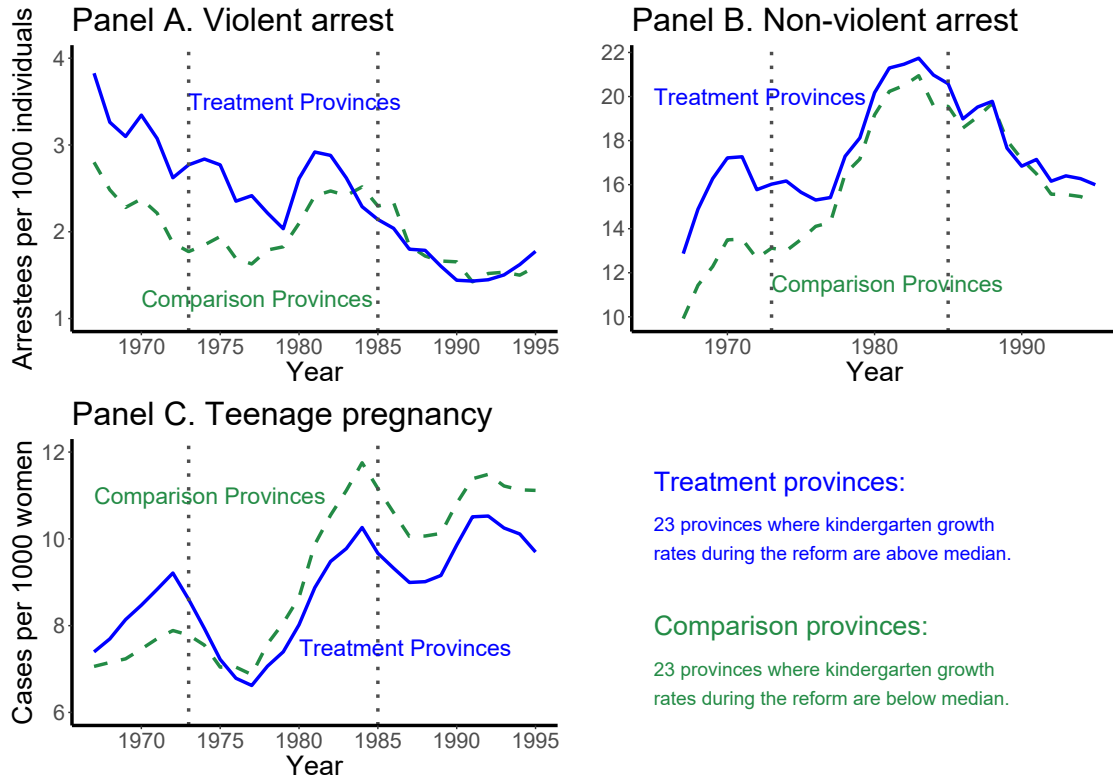 Panel A. Violent arrest
Arrestees per 1000 individuals
4
3
2
1
Treatment Provinces
Comparison Provinces
1970 1975 1980 1985 1990 1995
Year
Panel B. Non-violent arrest
22
20
18
16
14
12
10
Treatment Provinces
Comparison Provinces
1970 1980 1990
Year
Panel C. Teenage pregnancy
Cases per 1000 women
12
10
8
6
Comparison Provinces
Treatment Provinces
1970 1975 1980 1985 1990 1995
Year
Treatment provinces:
23 provinces where kindergarten growth
rates during the reform are above median.
Comparison provinces:
23 provinces where kindergarten growth
rates during the reform are below median.